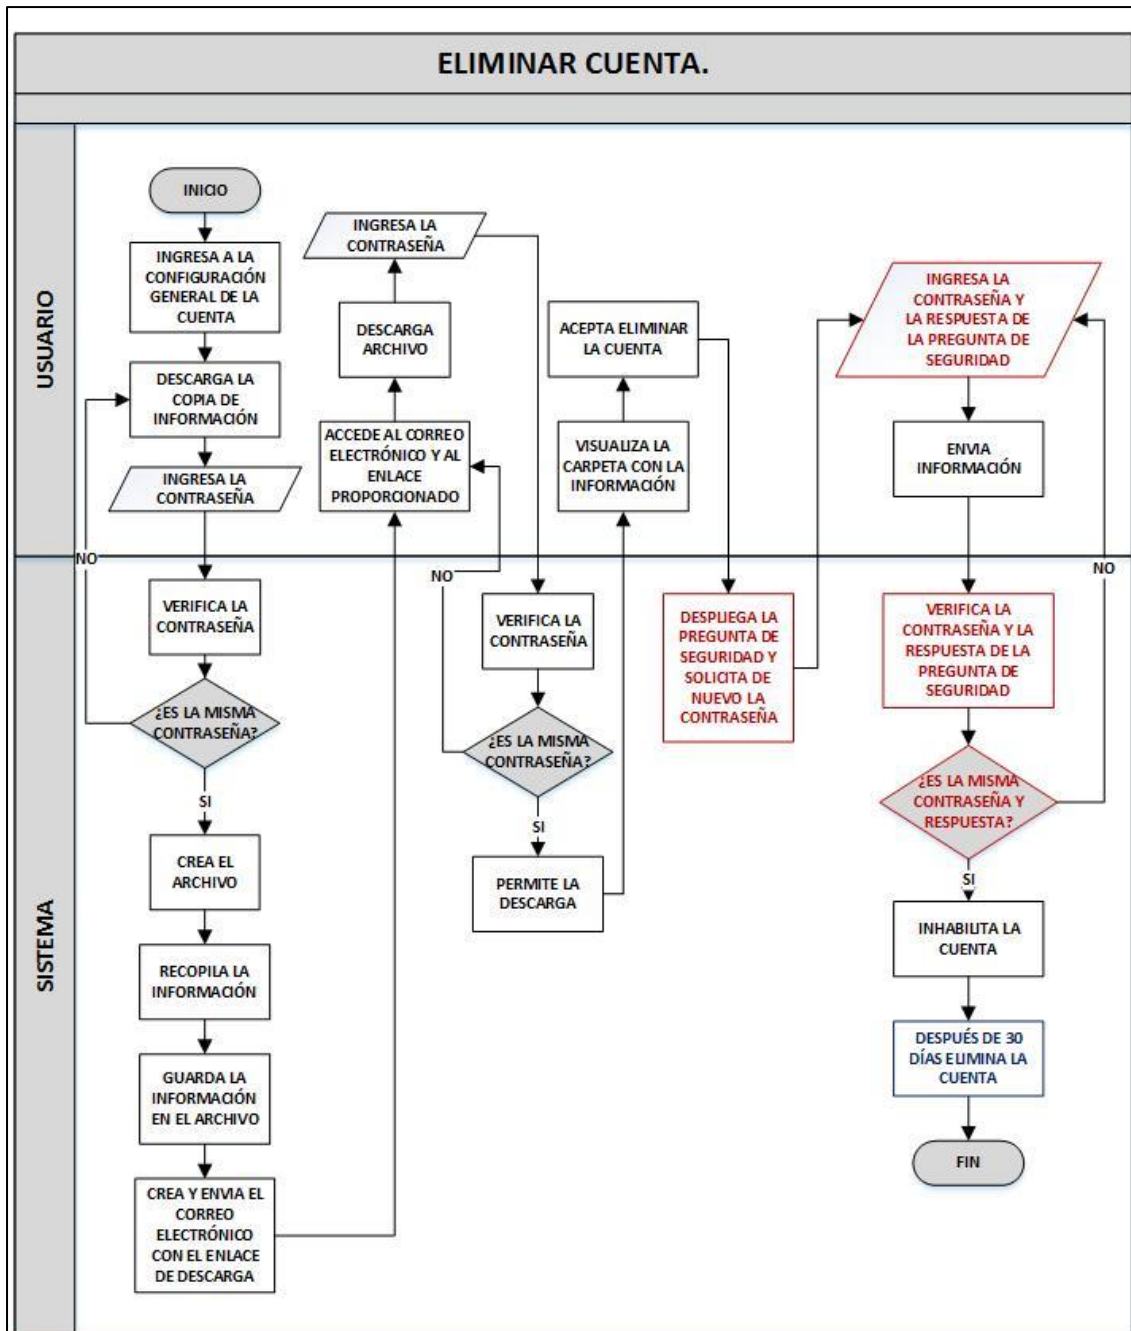 ELIMINAR CUENTA.
USUARIO
INICIO
INGRESA A LA
CONFIGURACIÓN
GENERAL DE LA
CUENTA
DESCARGA LA
COPIA DE
INFORMACIÓN
INGRESA LA
CONTRASEÑA
INGRESA LA
CONTRASEÑA
DESCARGA
ARCHIVO
ACCEDE AL CORREO
ELECTRÓNICO Y AL
ENLACE
PROPORCIONADO
ACEPTA ELIMINAR
LA CUENTA
VISUALIZA LA
CARPETA CON LA
INFORMACIÓN
INGRESA LA
CONTRASEÑA Y
LA RESPUESTA DE
LA PREGUNTA DE
SEGURIDAD
ENVIA
INFORMACIÓN
SISTEMA
NO
VERIFICA LA
CONTRASEÑA
¿ES LA MISMA
CONTRASEÑA?
SI
CREA EL
ARCHIVO
RECOPILA LA
INFORMACIÓN
GUARDA LA
INFORMACIÓN
EN EL ARCHIVO
CREA Y ENVIA EL
CORREO
ELECTRÓNICO
CON EL ENLACE
DE DESCARGA
NO
VERIFICA LA
CONTRASEÑA
¿ES LA MISMA
CONTRASEÑA?
SI
PERMITE LA
DESCARGA
DESPLIEGA LA
PREGUNTA DE
SEGURIDAD Y
SOLICITA DE
NUEVO LA
CONTRASEÑA
VERIFICA LA
CONTRASEÑA Y LA
RESPUESTA DE LA
PREGUNTA DE
SEGURIDAD
NO
¿ES LA MISMA
CONTRASEÑA Y
RESPUESTA?
SI
INHABILITA LA
CUENTA
DESPUÉS DE 30
DÍAS ELIMINA LA
CUENTA
FIN